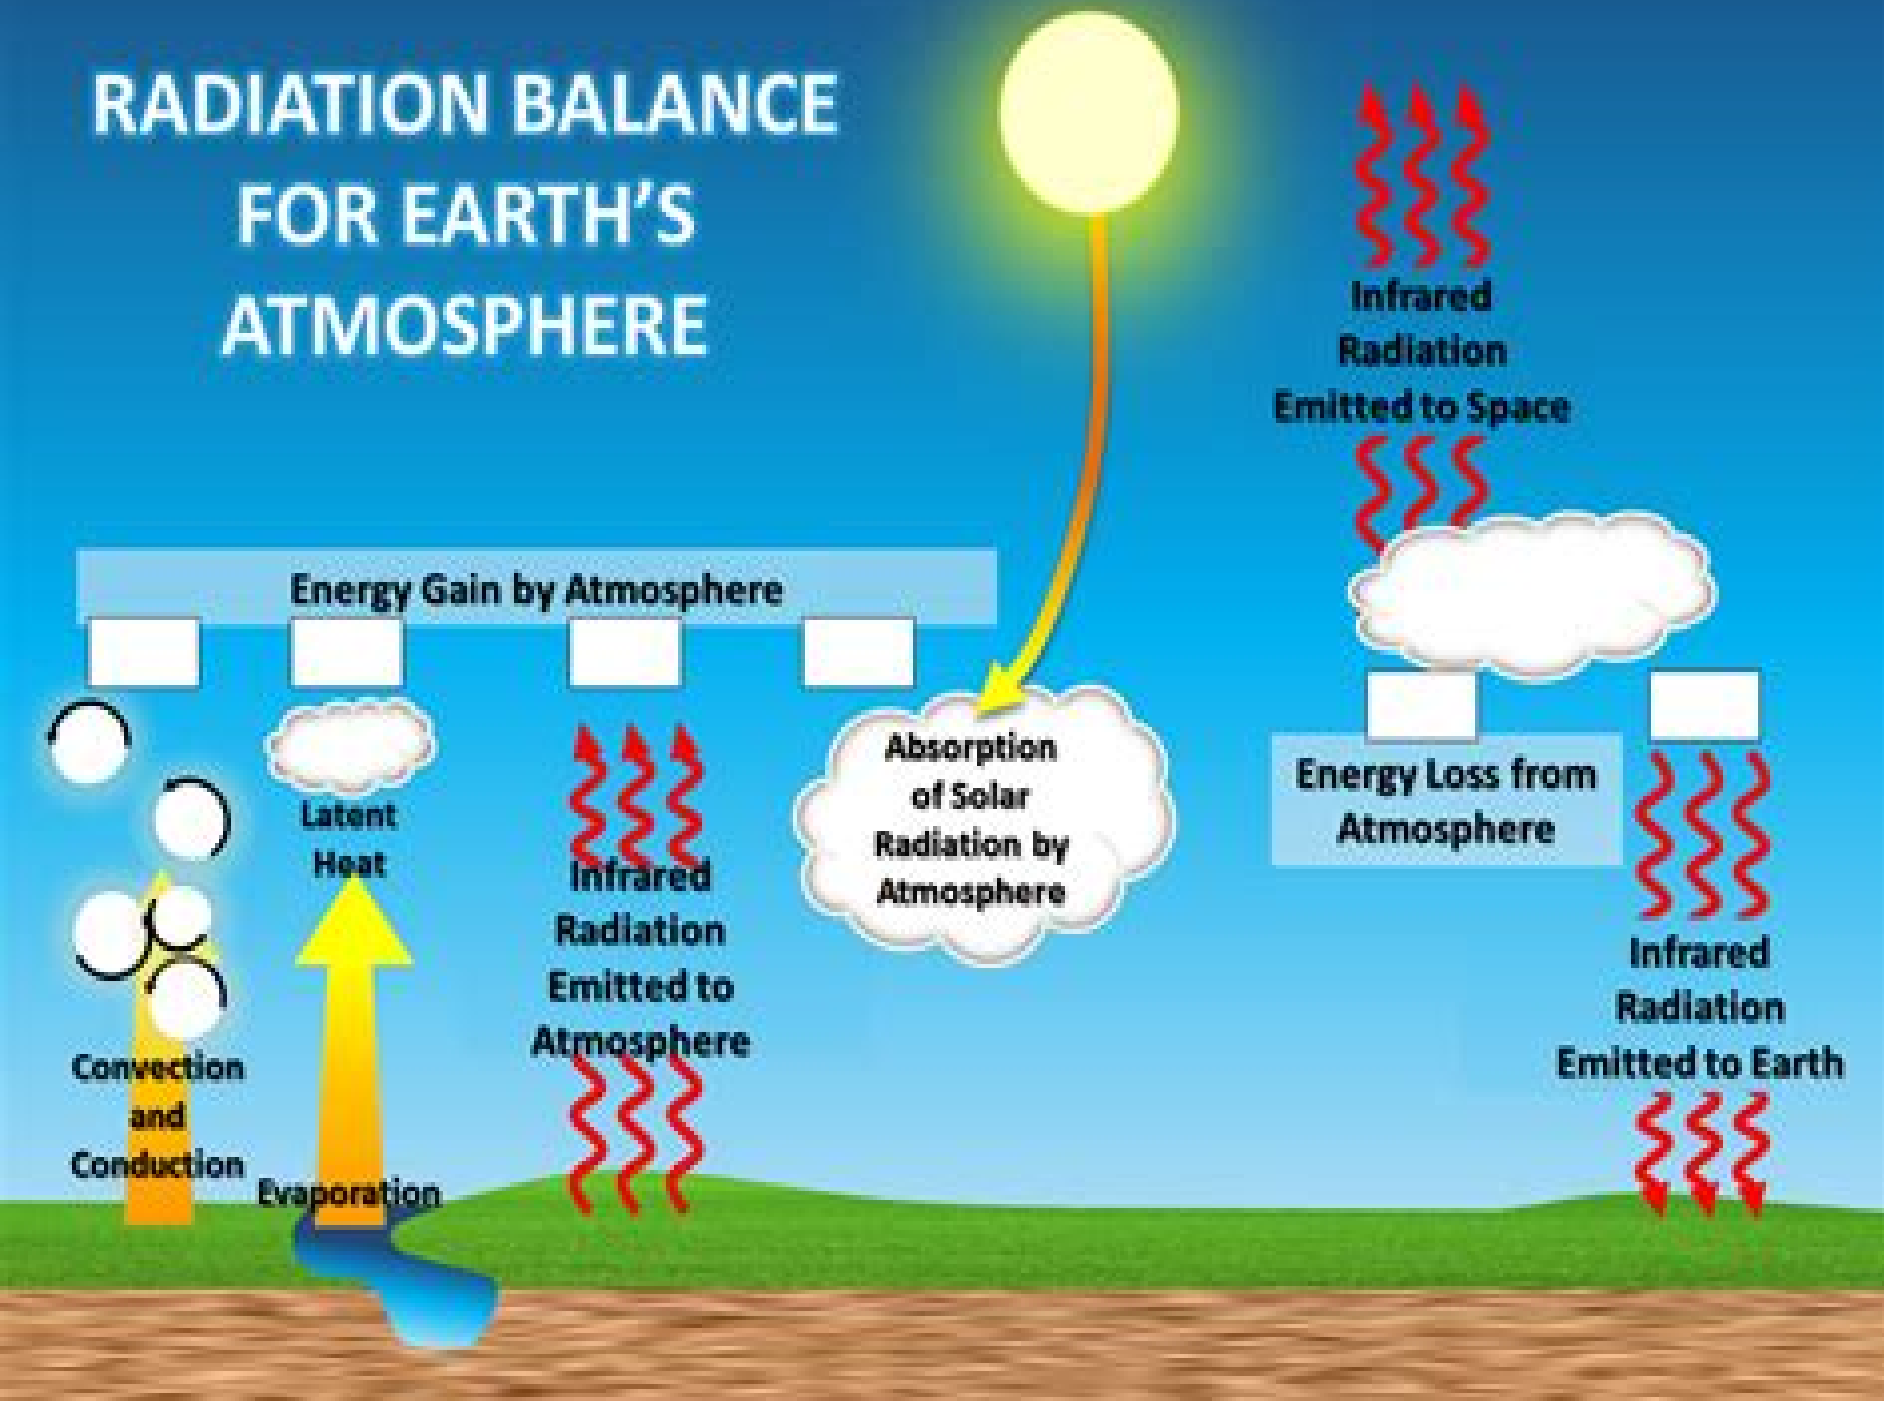 RADIATION BALANCE
FOR EARTH'S
ATMOSPHERE
Infrared
Radiation
Emitted to Space
Energy Gain by Atmosphere
Convection
and
Conduction
Latent
Heat
Evaporation
Infrared
Radiation
Emitted to
Atmosphere
Absorption
of Solar
Radiation by
Atmosphere
Energy Loss from
Atmosphere
Infrared
Radiation
Emitted to Earth